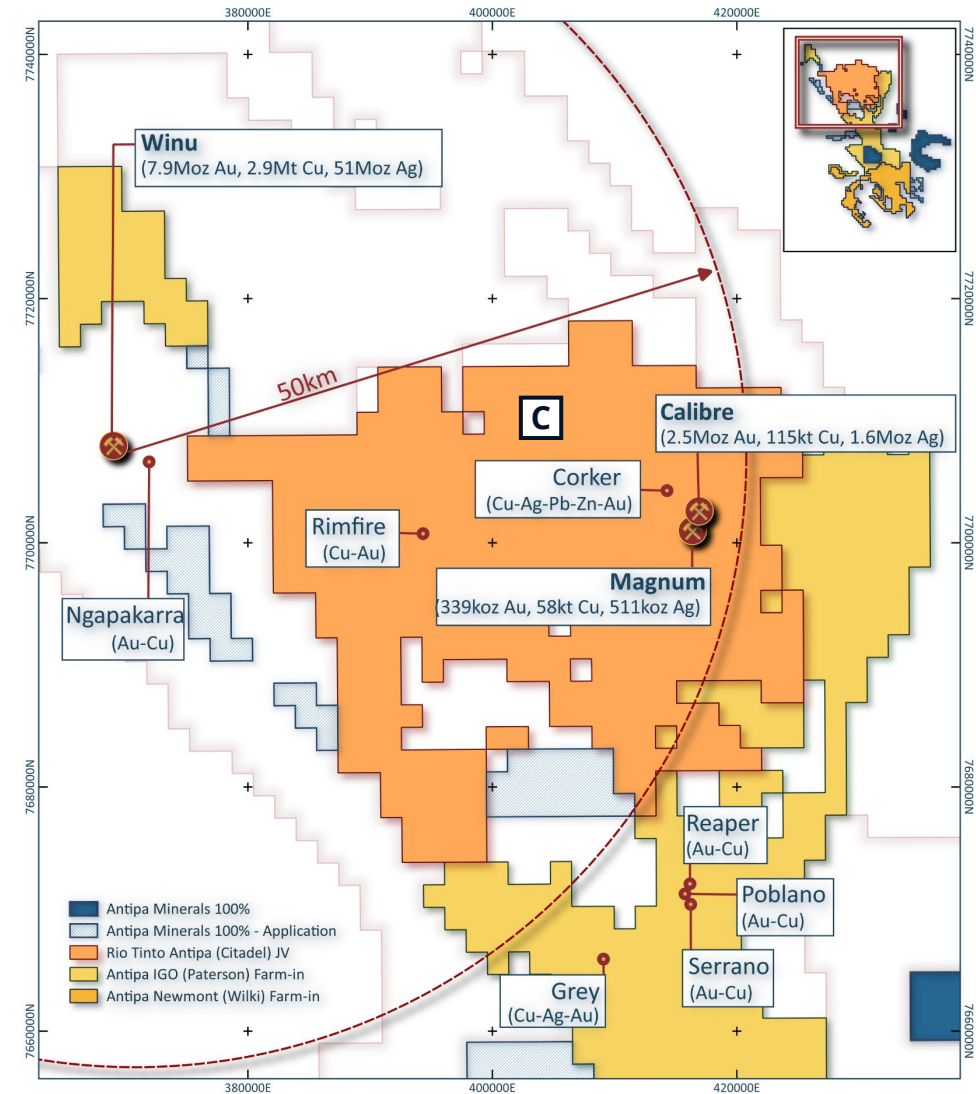 380000E
400000E
420000E
7740000N
7740000N
Winu
(7.9Moz Au, 2.9Mt Cu, 51Moz Ag)
7720000N
7720000N
50km
C
Calibre
(2.5Moz Au, 115kt Cu, 1.6Moz Ag)
Corker
(Cu-Ag-Pb-Zn-Au)
Rimfire
(Cu-Au)
7700000N
7700000N
Magnum
(339koz Au, 58kt Cu, 511koz Ag)
Ngapakarra
(Au-Cu)
7680000N
7680000N
Reaper
(Au-Cu)
Poblano
(Au-Cu)
Serrano
(Au-Cu)
Grey
(Cu-Ag-Au)
Antipa Minerals 100%
Antipa Minerals 100% - Application
Rio Tinto Antipa (Citadel) JV
Antipa IGO (Paterson) Farm-in
Antipa Newmont (Wilki) Farm-in
7660000N
7660000N
380000E
400000E
420000E